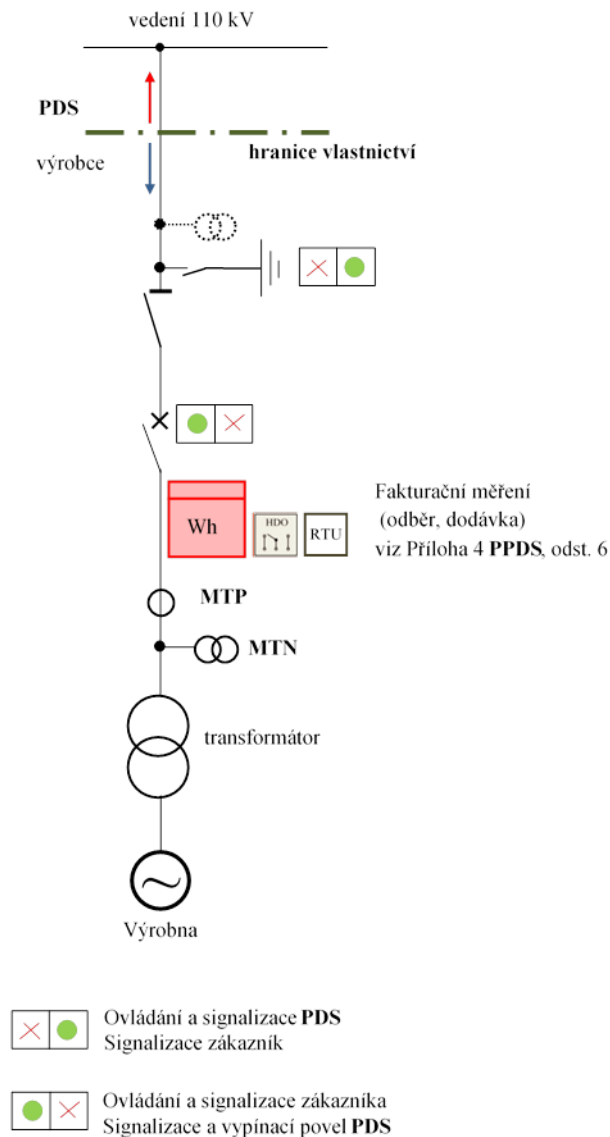 vedení 110 kV
PDS
hranice vlastnictví
výrobce
Wh
HDO
RTU
Fakturační měření
(odběr, dodávka)
viz Příloha 4 PPDS, odst. 6
MTP
MTN
transformátor
Výrobna
Ovládání a signalizace PDS
Signalizace zákazník
Ovládání a signalizace zákazníka
Signalizace a vypínací povel PDS